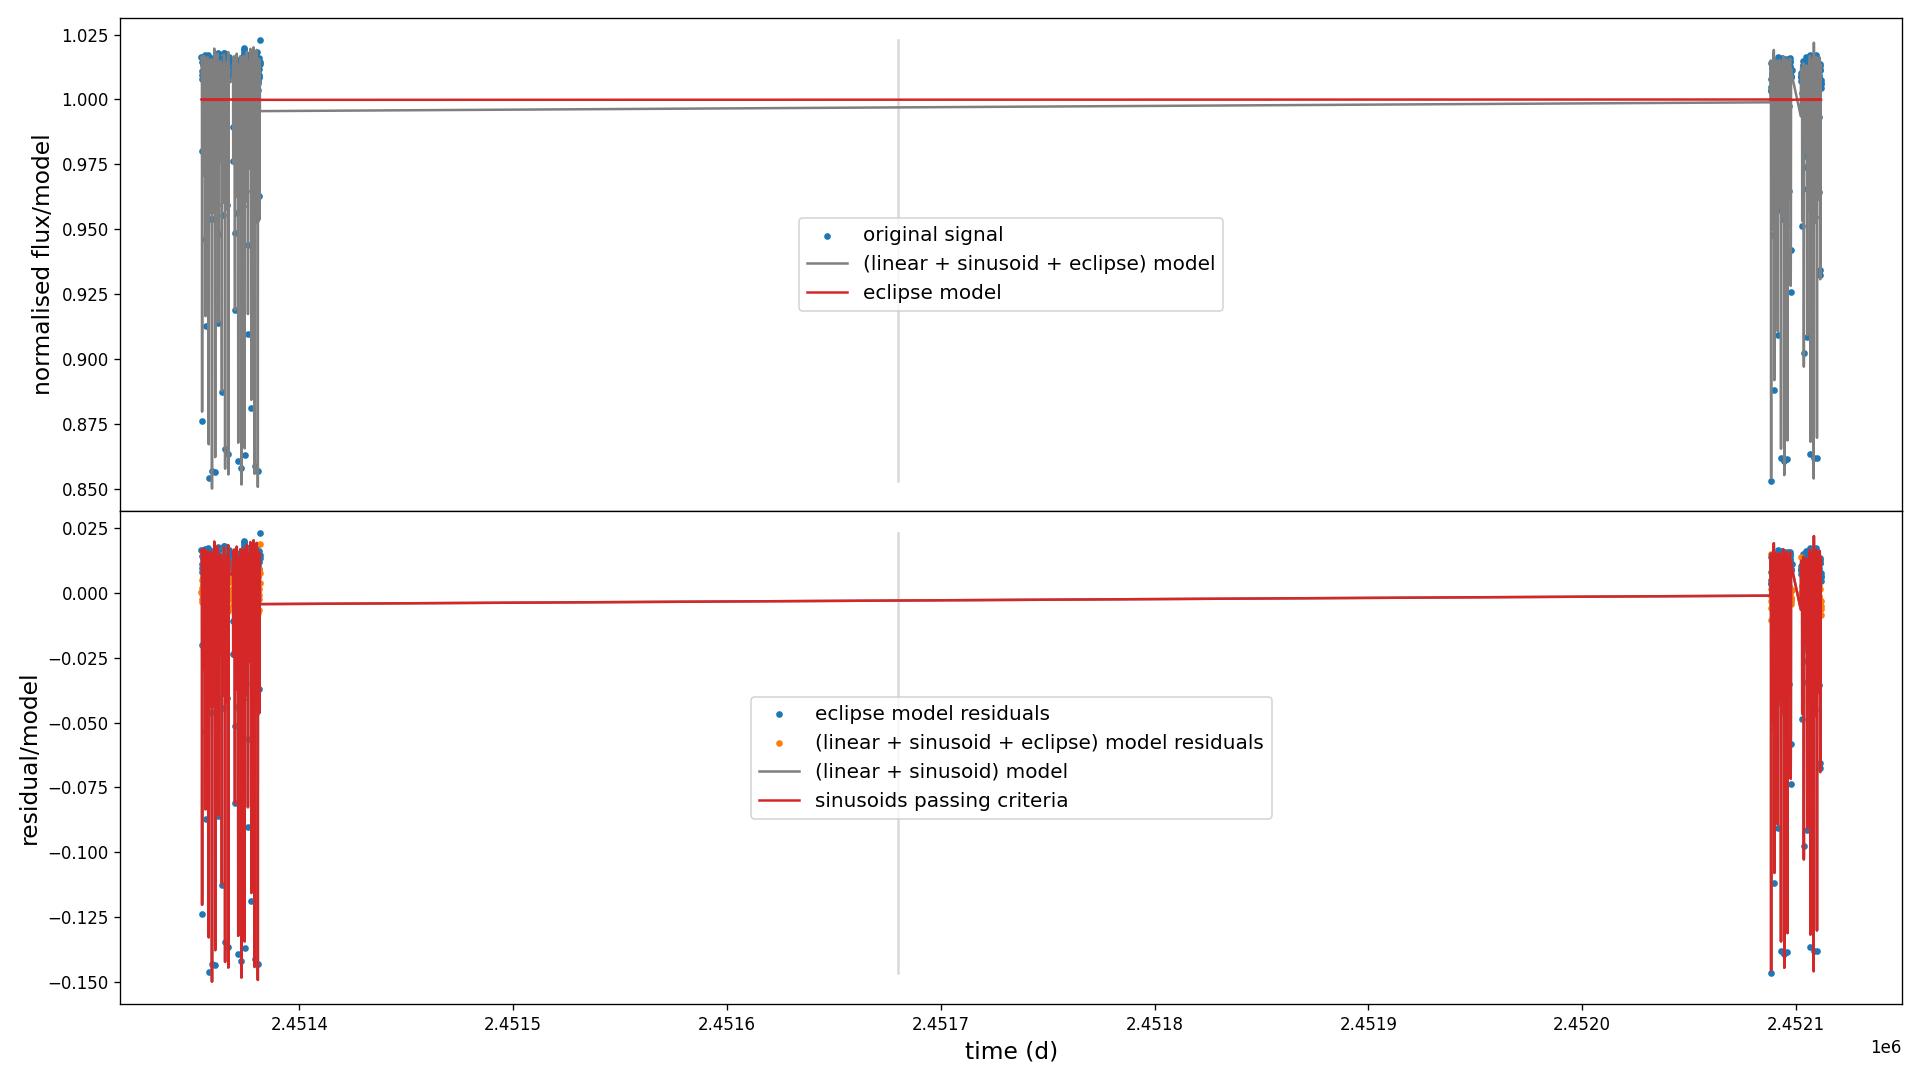 1.025
1.000
0.975
0.950
0.925
0.900
0.875
0.850
normalised flux/model
original signal
(linear + sinusoid + eclipse) model
eclipse model
0.025
0.000
−0.025
−0.050
−0.075
−0.100
−0.125
−0.150
residual/model
eclipse model residuals
(linear + sinusoid + eclipse) model residuals
(linear + sinusoid) model
sinusoids passing criteria
2.4514
2.4515
2.4516
2.4517
2.4518
2.4519
2.4520
2.4521
1e6
time (d)